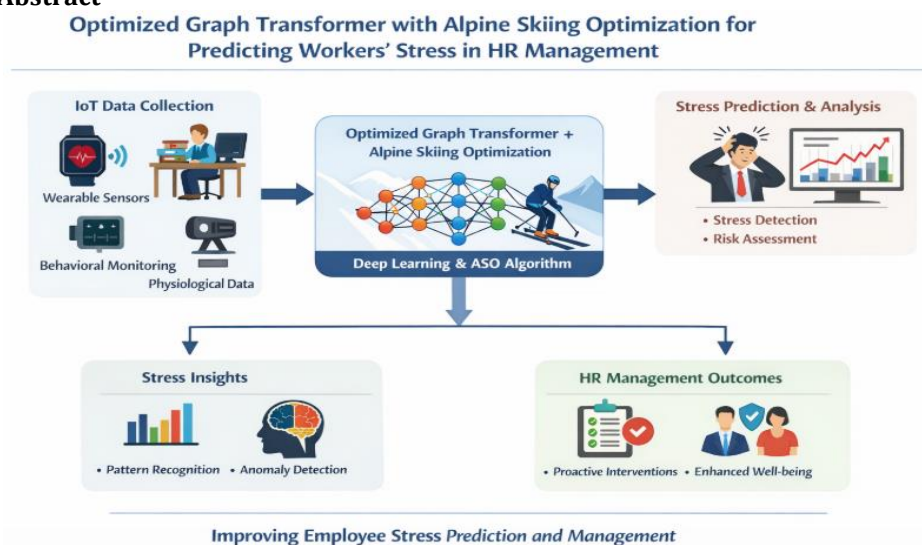 Abstract
Optimized Graph Transformer with Alpine Skiing Optimization for
Predicting Workers' Stress in HR Management
IoT Data Collection
Wearable Sensors
Behavioral Monitoring
Physiological Data
Optimized Graph Transformer +
Alpine Skiing Optimization
Deep Learning & ASO Algorithm
Stress Prediction & Analysis
• Stress Detection
• Risk Assessment
Stress Insights
• Pattern Recognition
• Anomaly Detection
HR Management Outcomes
• Proactive Interventions
• Enhanced Well-being
Improving Employee Stress Prediction and Management